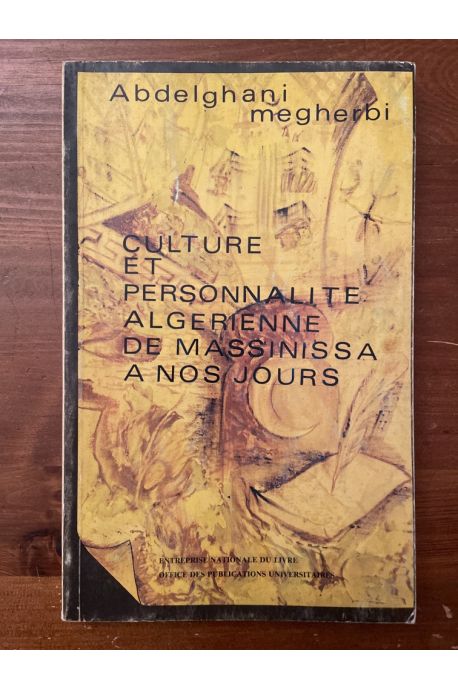 Abdelghani
megherbi
CULTURE
ET
PERSONNALITE
ALGERIENNE
DE MASSINISSA
A NOS JOURS
ENTREPRISE NATIONALE DU LIVRE
OFFICE DES PUBLICATIONS UNIVERSITAIRES